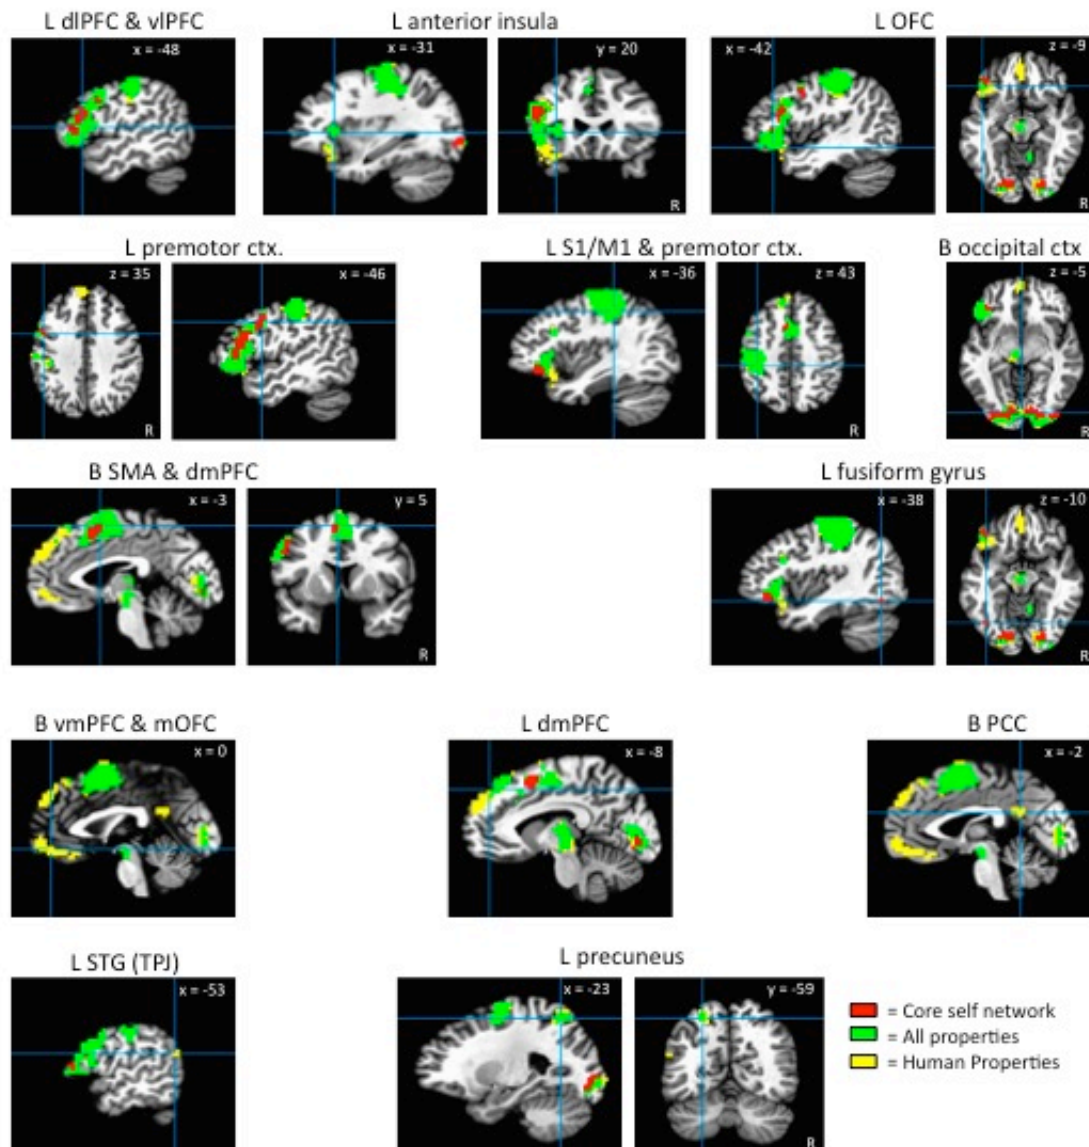 L dlPFC & vlPFC
L anterior insula
L OFC
x = -48
x = -31
y = 20
R
x = -42
z = -9
R
L premotor ctx.
L S1/M1 & premotor ctx.
B occipital ctx
z = 35
R
x = -46
x = -36
z = 43
R
z = -5
R
B SMA & dmPFC
L fusiform gyrus
x = -3
y = 5
R
x = -38
z = -10
R
B vmPFC & mOFC
L dmPFC
B PCC
x = 0
x = -8
x = -2
L STG (TPJ)
L precuneus
x = -53
x = -23
y = -59
R
= Core self network
= All properties
= Human Properties